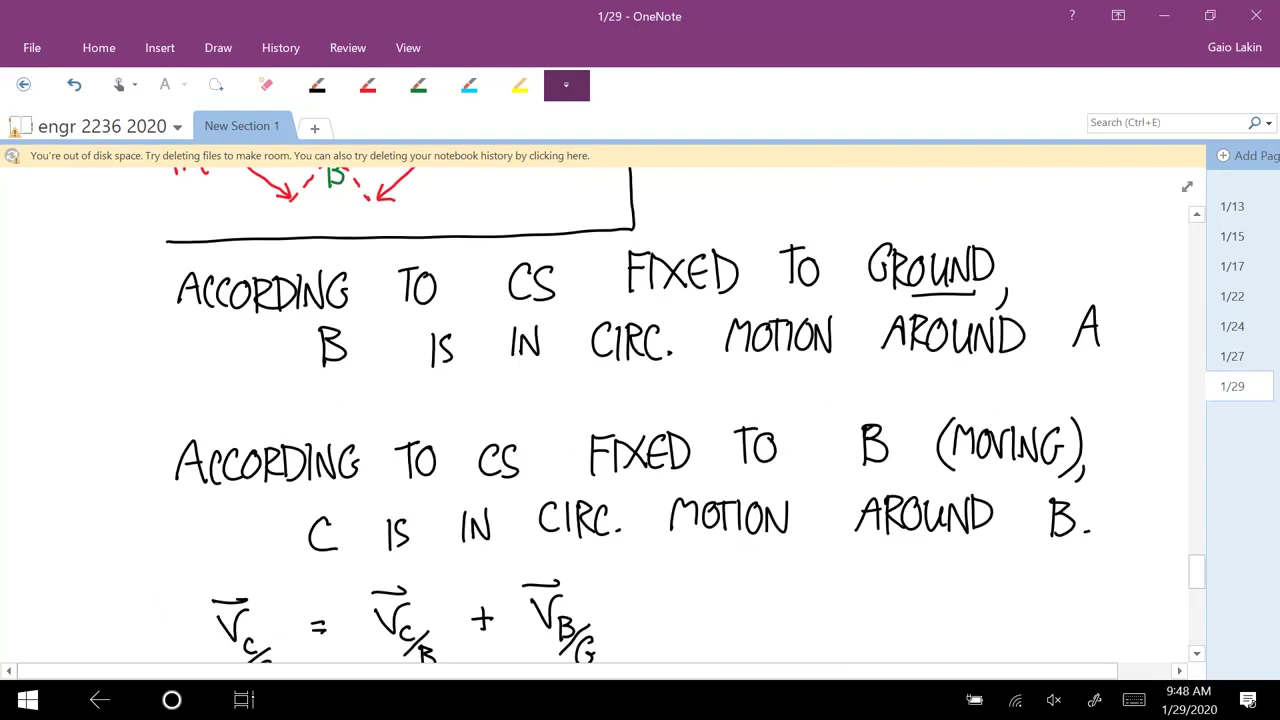 1/29 - OneNote
?
File Home Insert Draw History Review View
Gaio Lakin
A
engr 2236 2020
New Section 1
+
Search (Ctrl+E)
You're out of disk space. Try deleting files to make room. You can also try deleting your notebook history by clicking here.
Add Pag
1/13
1/15
1/17
1/22
1/24
1/27
1/29
B
ACCORDING TO CS FIXED TO GROUND,
B IS IN CIRC. MOTION AROUND A
ACCORDING TO CS FIXED TO B (MOVING),
C IS IN CIRC. MOTION AROUND B.
V C/G = V C/B + V B/G
9:48 AM
1/29/2020